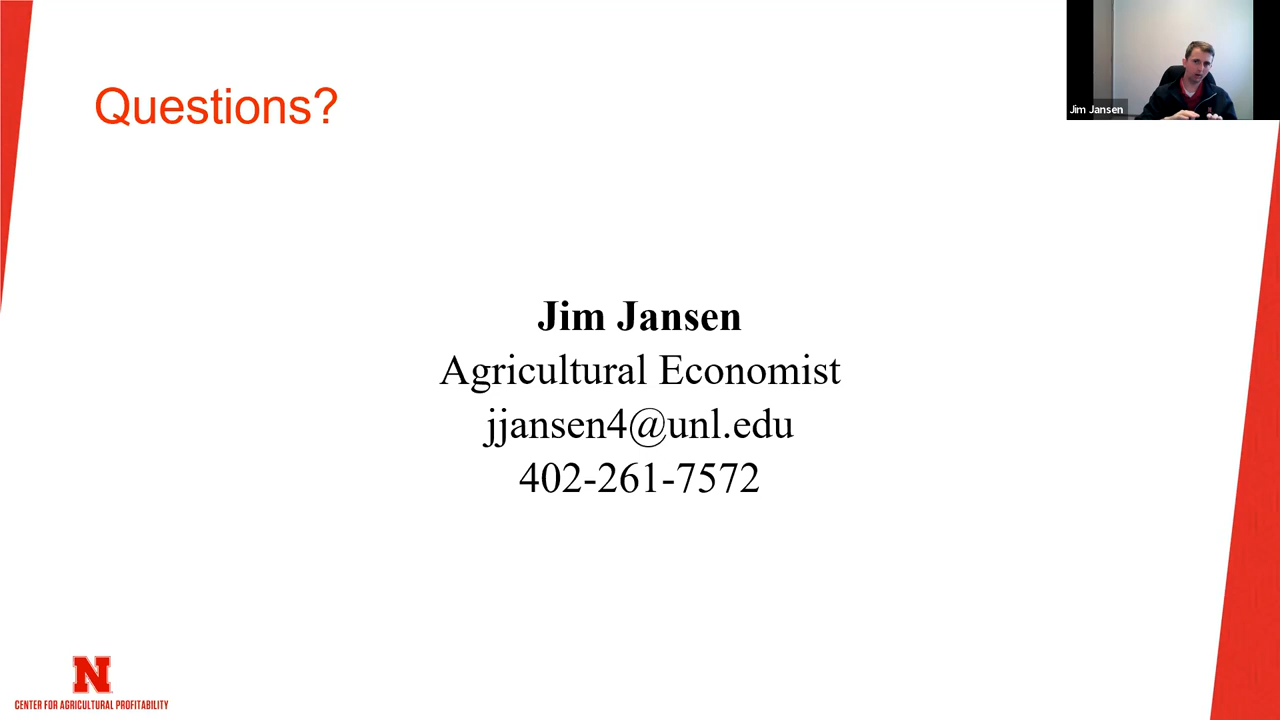 Questions?
Jim Jansen
Jim Jansen
Agricultural Economist
jjansen4@unl.edu
402-261-7572
N
CENTER FOR AGRICULTURAL PROFITABILITY